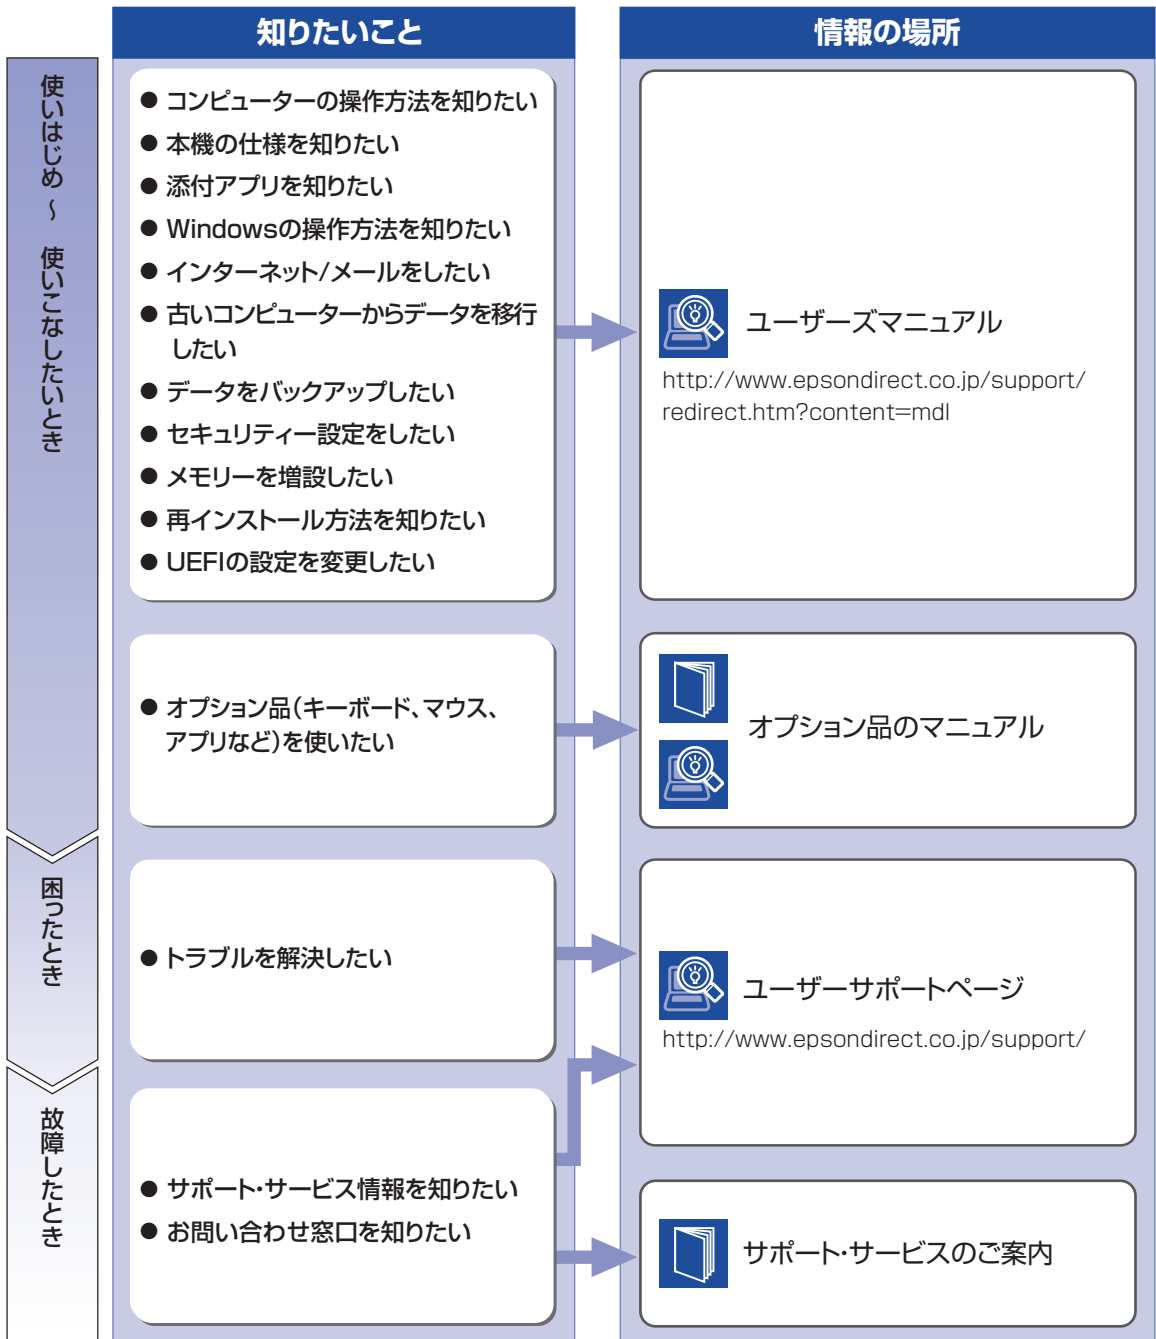 知りたいこと
情報の場所
使いはじめ ～ 使いこなしたいとき
● コンピューターの操作方法を知りたい
● 本機の仕様を知りたい
● 添付アプリを知りたい
● Windowsの操作方法を知りたい
● インターネット/メールをしたい
● 古いコンピューターからデータを移行
したい
● データをバックアップしたい
● セキュリティー設定をしたい
● メモリーを増設したい
● 再インストール方法を知りたい
● UEFIの設定を変更したい
ユーザーズマニュアル
http://www.epsondirect.co.jp/support/
redirect.htm?content=mdl
● オプション品(キーボード、マウス、
アプリなど)を使いたい
オプション品のマニュアル
困ったとき
● トラブルを解決したい
ユーザーサポートページ
http://www.epsondirect.co.jp/support/
故障したとき
● サポート・サービス情報を知りたい
● お問い合わせ窓口を知りたい
サポート・サービスのご案内